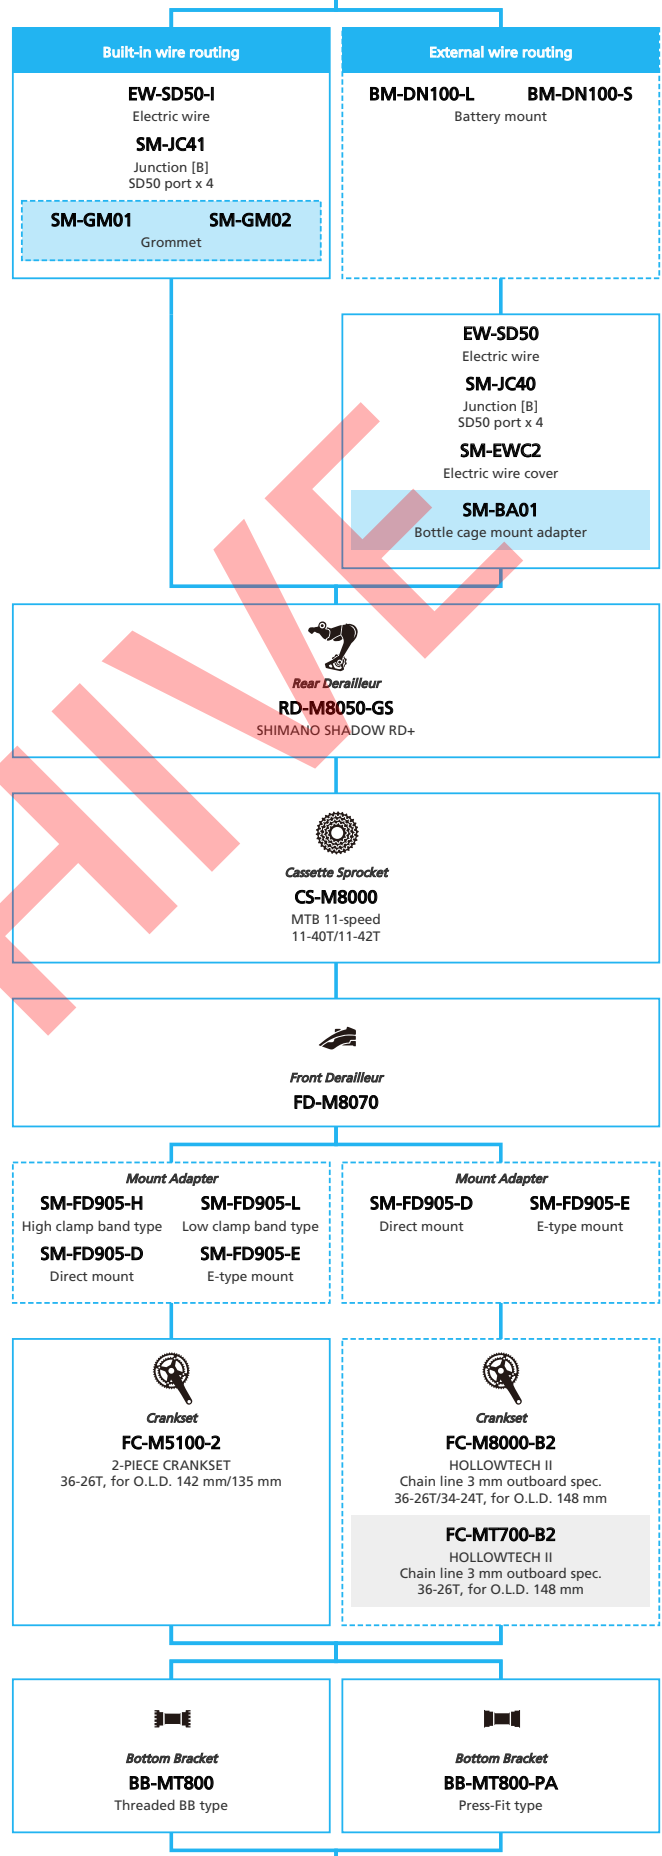 Built-in wire routing
EW-SD50-I
Electric wire
SM-JC41
Junction [B]
SD50 port x 4
SM-GM01 SM-GM02
Grommet
External wire routing
BM-DN100-L BM-DN100-S
Battery mount
EW-SD50
Electric wire
SM-JC40
Junction [B]
SD50 port x 4
SM-EWC2
Electric wire cover
SM-BA01
Bottle cage mount adapter
Rear Derailleur
RD-M8050-GS
SHIMANO SHADOW RD+
Cassette Sprocket
CS-M8000
MTB 11-speed
11-40T/11-42T
Front Derailleur
FD-M8070
Mount Adapter
SM-FD905-H SM-FD905-L
High clamp band type Low clamp band type
SM-FD905-D SM-FD905-E
Direct mount E-type mount
Mount Adapter
SM-FD905-D SM-FD905-E
Direct mount E-type mount
Crankset
FC-M5100-2
2-PIECE CRANKSET
36-26T, for O.L.D. 142 mm/135 mm
Crankset
FC-M8000-B2
HOLLOWTECH II
Chain line 3 mm outboard spec.
36-26T/34-24T, for O.L.D. 148 mm
FC-MT700-B2
HOLLOWTECH II
Chain line 3 mm outboard spec.
36-26T, for O.L.D. 148 mm
Bottom Bracket
BB-MT800
Threaded BB type
Bottom Bracket
BB-MT800-PA
Press-Fit type
HIVE